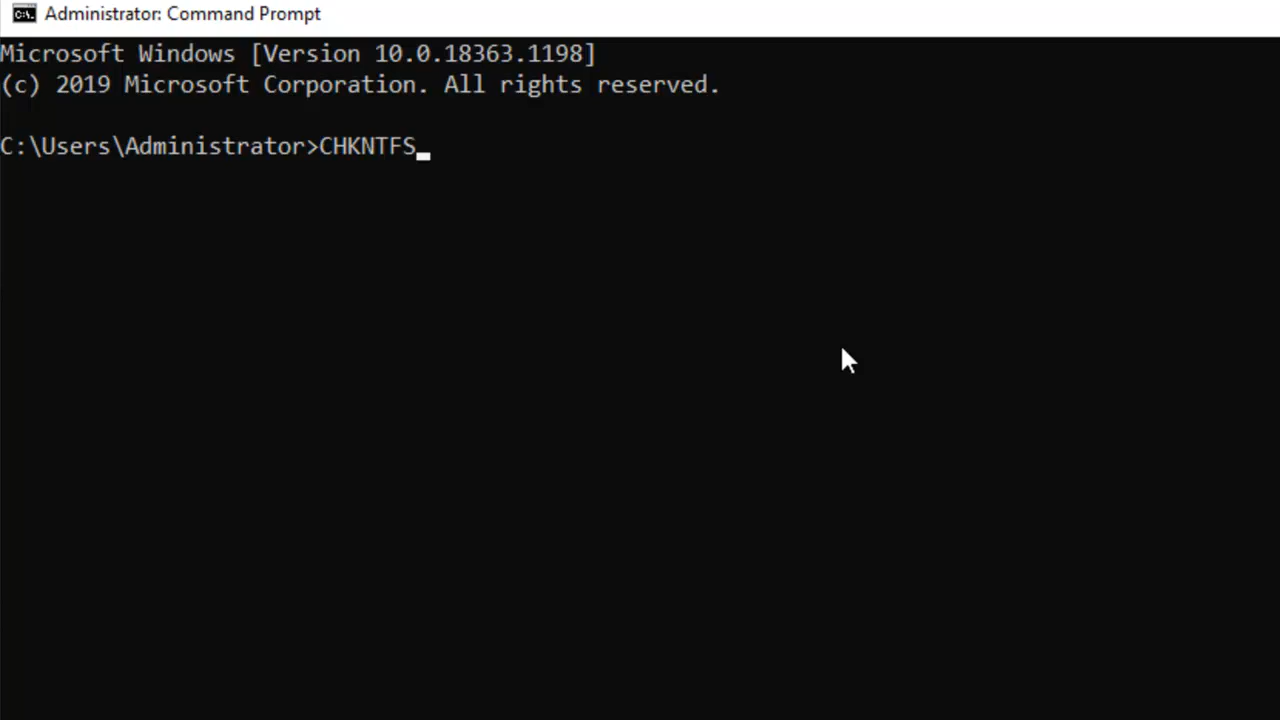 Administrator: Command Prompt
Microsoft Windows [Version 10.0.18363.1198]
(c) 2019 Microsoft Corporation. All rights reserved.
C:\Users\Administrator>CHKNTFS